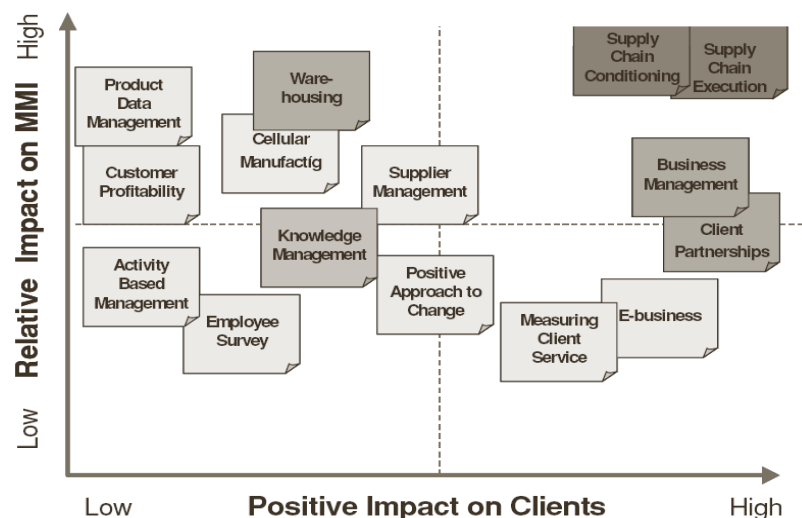 High
Relative Impact on MMI
Low
Product
Data
Management
Customer
Profitability
Ware-
housing
Cellular
Manufactíg
Supplier
Management
Supply
Chain
Conditioning
Supply
Chain
Execution
Business
Management
Client
Partnerships
Knowledge
Management
Activity
Based
Management
Employee
Survey
Positive
Approach to
Change
Measuring
Client
Service
E-business
Low
Positive Impact on Clients
High